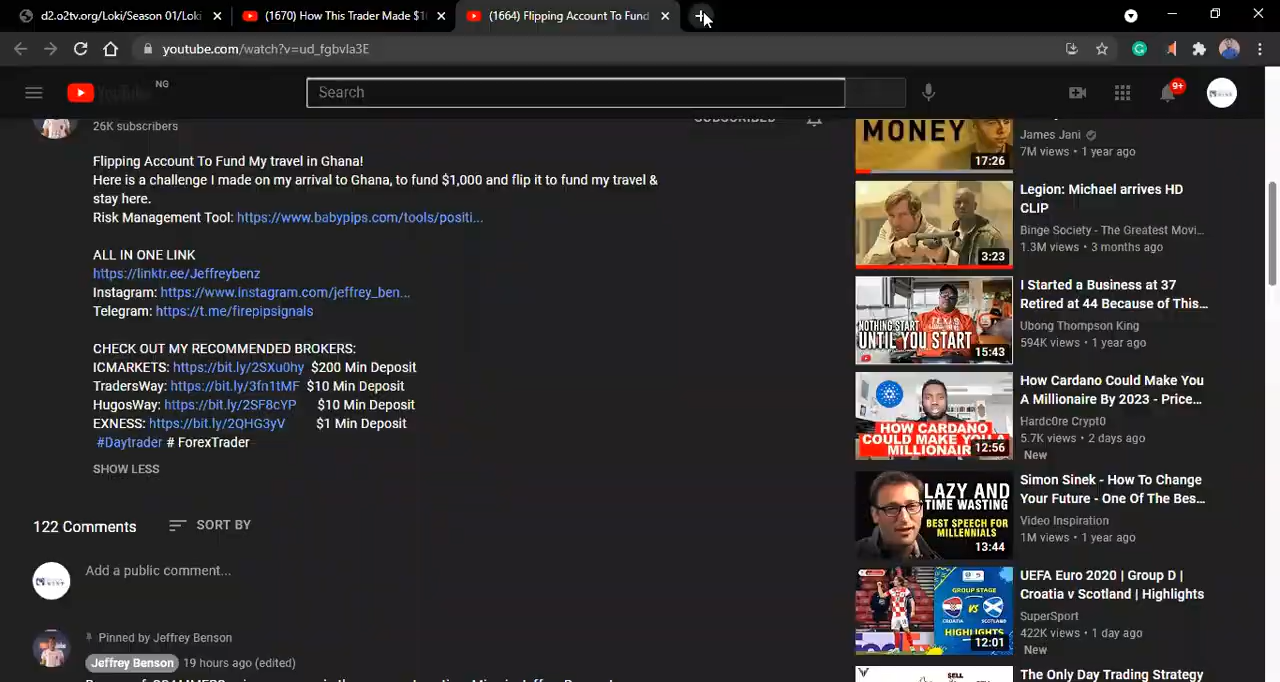 d2.o2tv.org/Loki/Season 01/Loki
(1670) How This Trader Made $1
(1664) Flipping Account To Fund
youtube.com/watch?v=ud_fgbvla3E
YouTube NG
Search
9+
26K subscribers
SUBSCRIBED
Flipping Account To Fund My travel in Ghana!
Here is a challenge I made on my arrival to Ghana, to fund $1,000 and flip it to fund my travel &
stay here.
Risk Management Tool: https://www.babypips.com/tools/positi...
ALL IN ONE LINK
https://linktr.ee/Jeffreybenz
Instagram: https://www.instagram.com/jeffrey_ben...
Telegram: https://t.me/firepipsignals
CHECK OUT MY RECOMMENDED BROKERS:
ICMARKETS: https://bit.ly/2SXu0hy $200 Min Deposit
TradersWay: https://bit.ly/3fn1tMF $10 Min Deposit
HugosWay: https://bit.ly/2SF8cYP $10 Min Deposit
EXNESS: https://bit.ly/2QHG3yV $1 Min Deposit
#Daytrader # ForexTrader
SHOW LESS
122 Comments
SORT BY
Add a public comment...
Pinned by Jeffrey Benson
Jeffrey Benson 19 hours ago (edited)
MONEY
17:26
James Jani
7M views • 1 year ago
3:23
Legion: Michael arrives HD
CLIP
Binge Society - The Greatest Movi...
1.3M views • 3 months ago
NOTHING START
UNTIL YOU START
15:43
I Started a Business at 37
Retired at 44 Because of This...
Ubong Thompson King
594K views • 1 year ago
HOW CARDANO
COULD MAKE YOU A
MILLIONAIR
12:56
How Cardano Could Make You
A Millionaire By 2023 - Price...
Hardc0re Crypt0
5.7K views • 2 days ago
New
LAZY AND
TIME WASTING
BEST SPEECH FOR
MILLENNIALS
13:44
Simon Sinek - How To Change
Your Future - One Of The Bes...
Video Inspiration
1M views • 1 year ago
GROUP STAGE
CROATIA VS SCOTLAND
HIGHLIGHTS
12:01
UEFA Euro 2020 | Group D |
Croatia v Scotland | Highlights
SuperSport
422K views • 1 day ago
New
SELL
The Only Day Trading Strategy